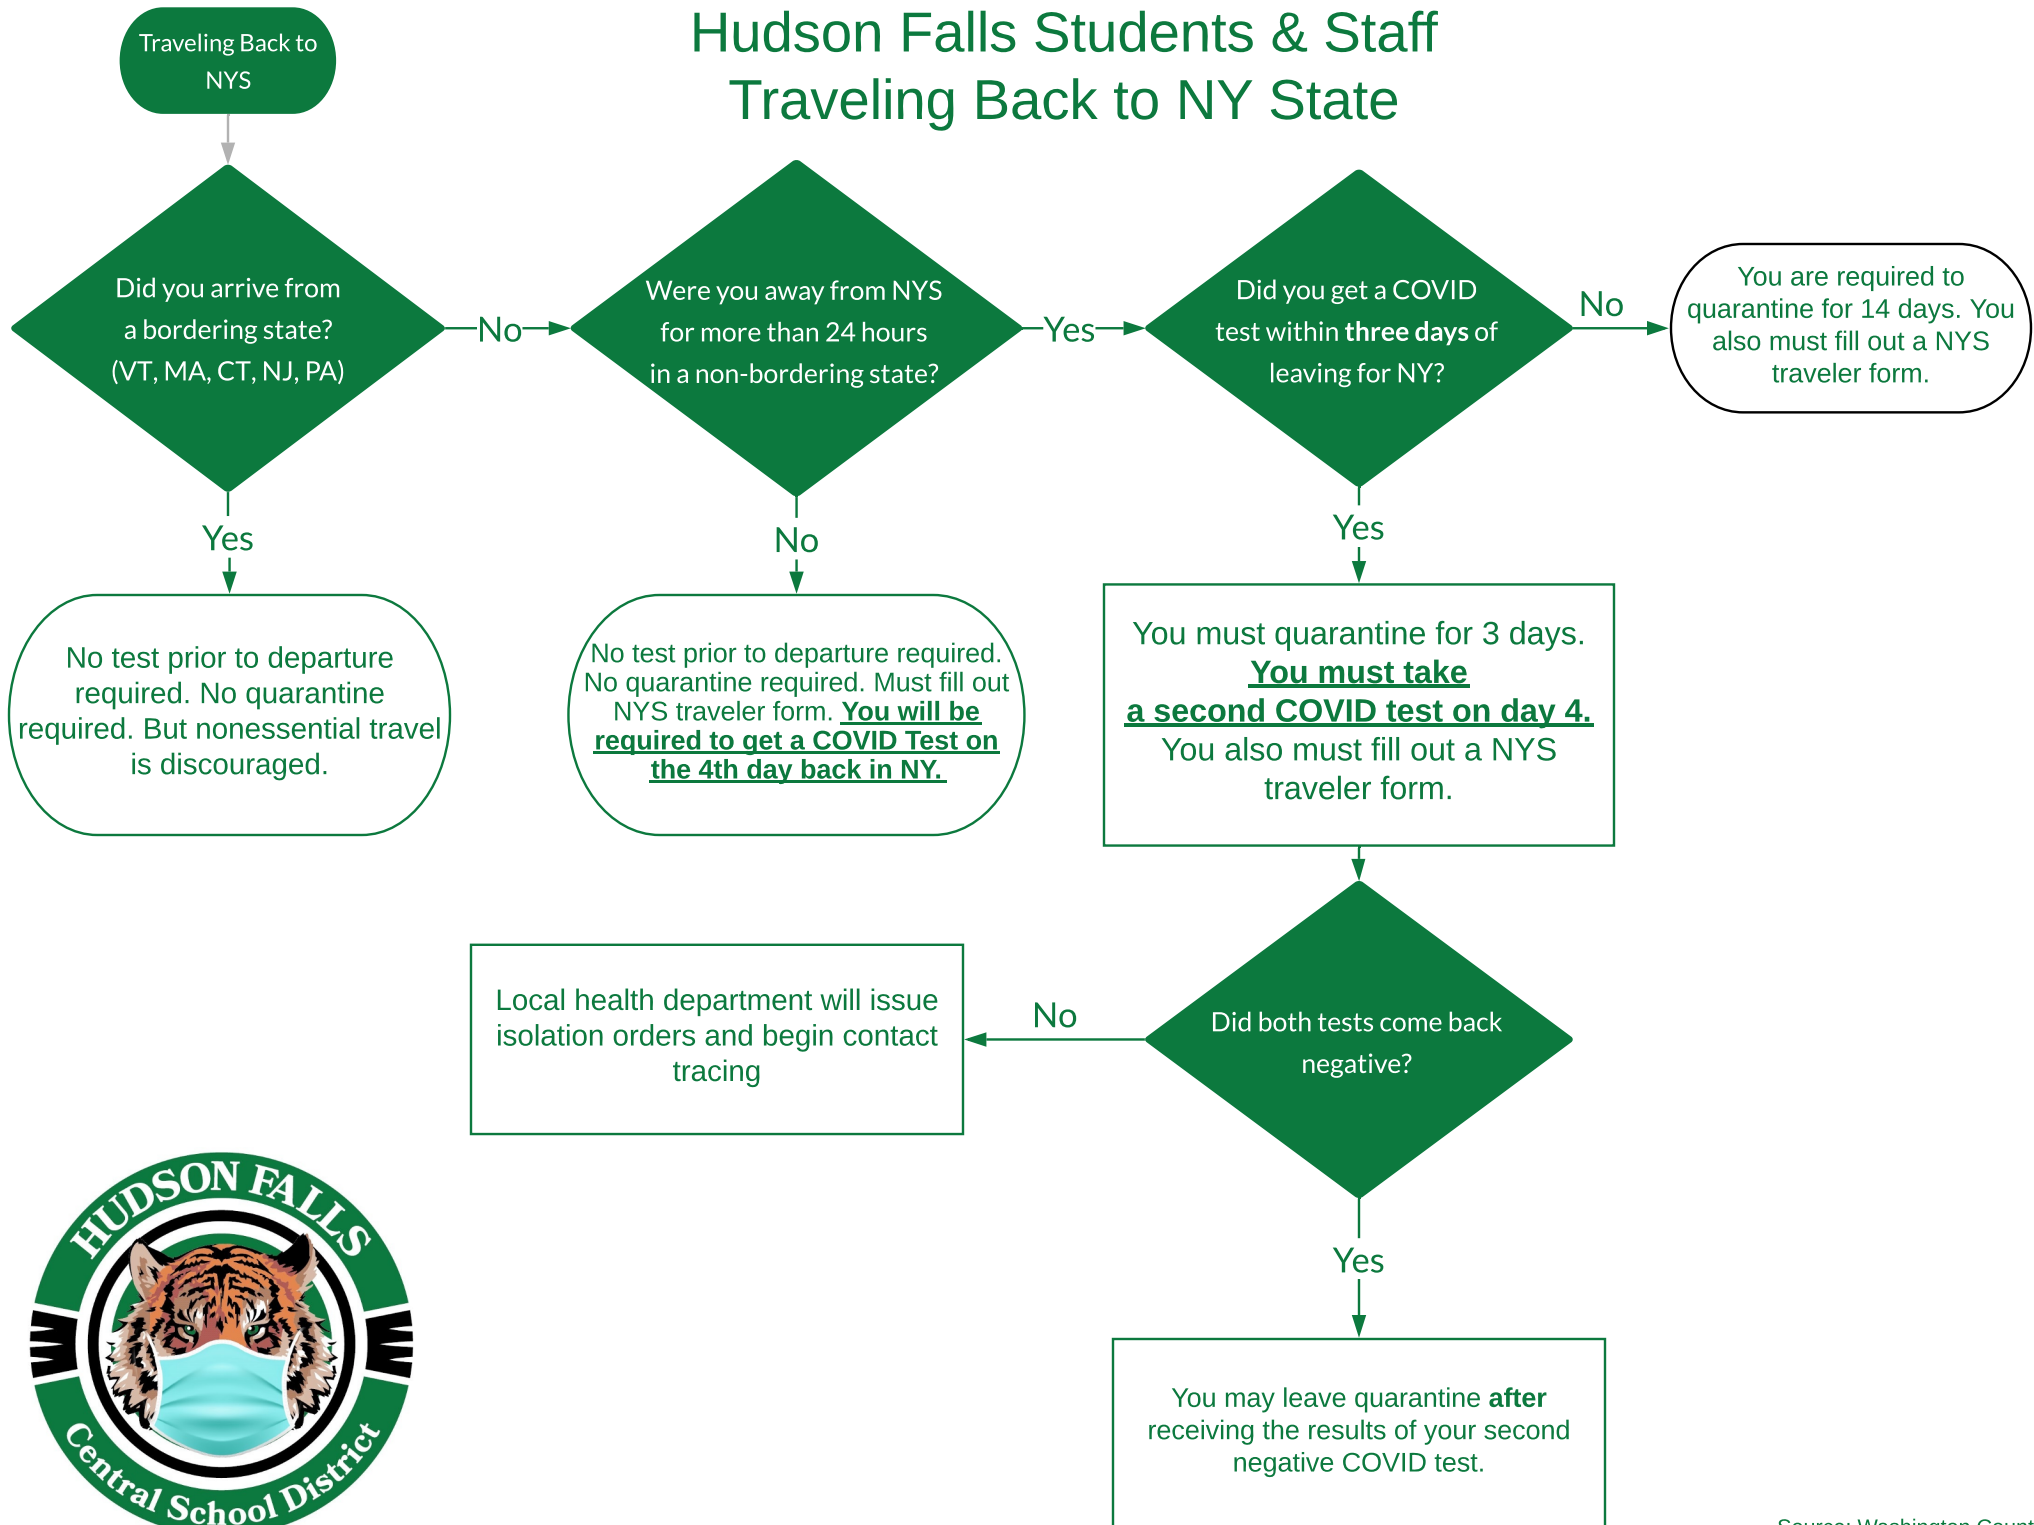 Hudson Falls Students & Staff
Traveling Back to NY State
Traveling Back to
NYS
Did you arrive from
a bordering state?
(VT, MA, CT, NJ, PA)
No
Were you away from NYS
for more than 24 hours
in a non-bordering state?
Yes
Did you get a COVID
test within three days of
leaving for NY?
No
You are required to
quarantine for 14 days. You
also must fill out a NYS
traveler form.
Yes
No test prior to departure
required. No quarantine
required. But nonessential travel
is discouraged.
No
No test prior to departure required.
No quarantine required. Must fill out
NYS traveler form. You will be
required to get a COVID Test on
the 4th day back in NY.
Yes
You must quarantine for 3 days.
You must take
a second COVID test on day 4.
You also must fill out a NYS
traveler form.
Did both tests come back
negative?
No
Local health department will issue
isolation orders and begin contact
tracing
Yes
You may leave quarantine after
receiving the results of your second
negative COVID test.
HUDSON FALLS
Central School District
Source: Washington